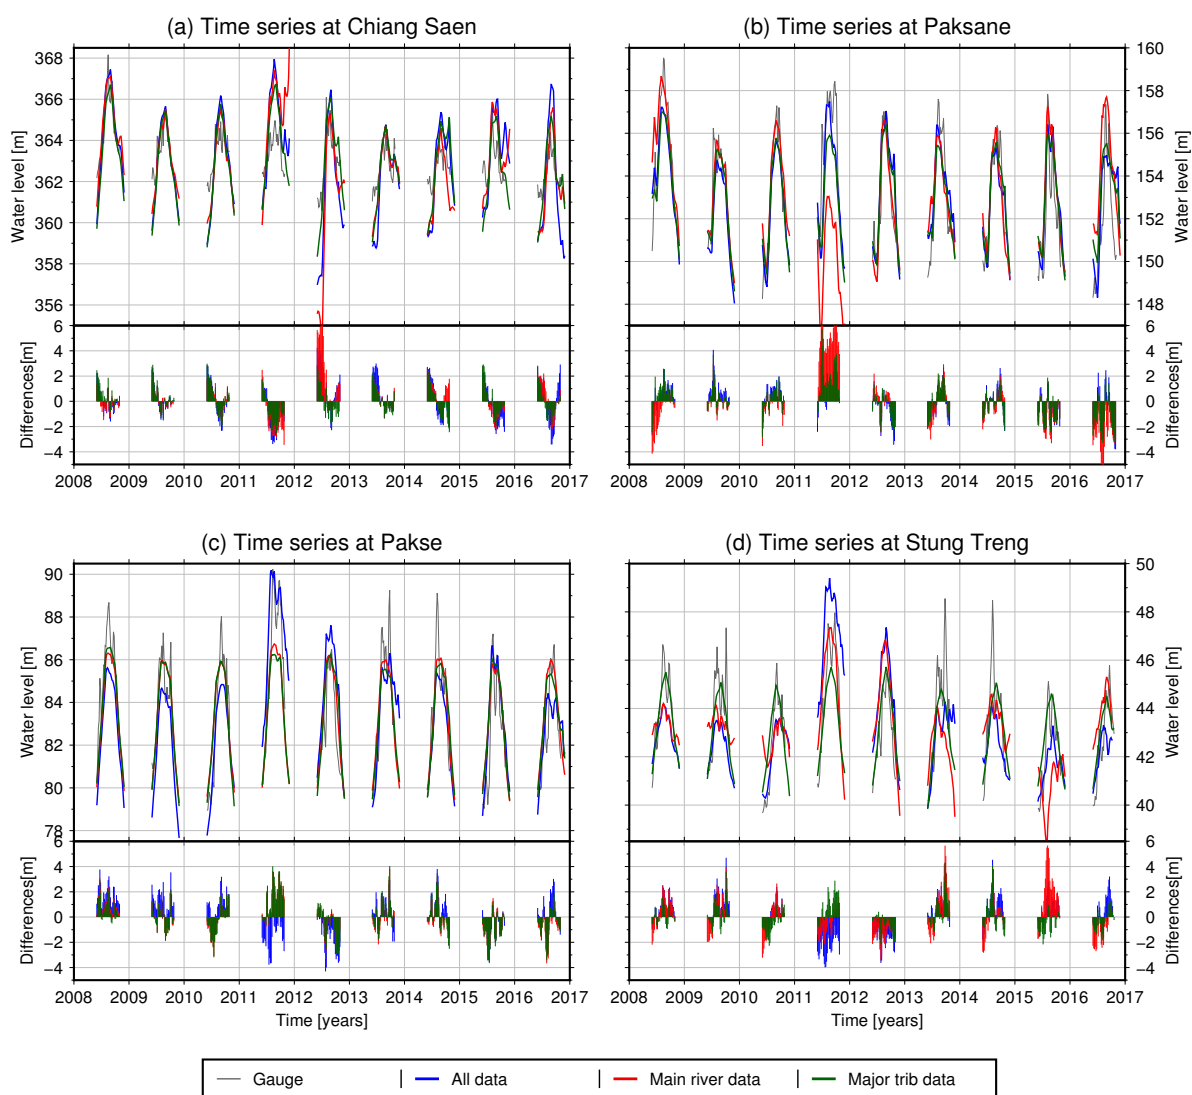 (a) Time series at Chiang Saen
368
366
364
362
360
358
356
Water level [m]
6
4
2
0
−2
−4
Differences[m]
2008 2009 2010 2011 2012 2013 2014 2015 2016 2017
(b) Time series at Paksane
160
158
156
154
152
150
148
Water level [m]
6
4
2
0
−2
−4
Differences[m]
2008 2009 2010 2011 2012 2013 2014 2015 2016 2017
(c) Time series at Pakse
90
88
86
84
82
80
78
Water level [m]
6
4
2
0
−2
−4
Differences[m]
2008 2009 2010 2011 2012 2013 2014 2015 2016 2017
Time [years]
(d) Time series at Stung Treng
50
48
46
44
42
40
Water level [m]
6
4
2
0
−2
−4
Differences[m]
2008 2009 2010 2011 2012 2013 2014 2015 2016 2017
Time [years]
Gauge | All data | Main river data | Major trib data